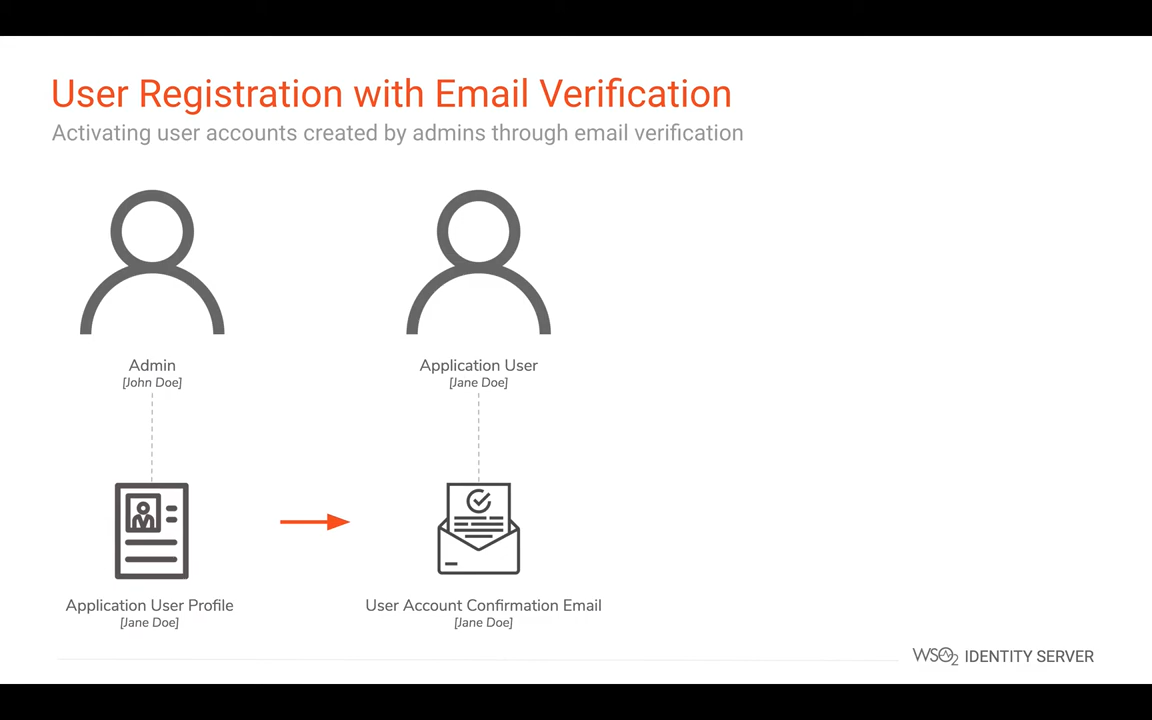 User Registration with Email Verification
Activating user accounts created by admins through email verification
Admin
[John Doe]
Application User
[Jane Doe]
Application User Profile
[Jane Doe]
User Account Confirmation Email
[Jane Doe]
WSO2 IDENTITY SERVER